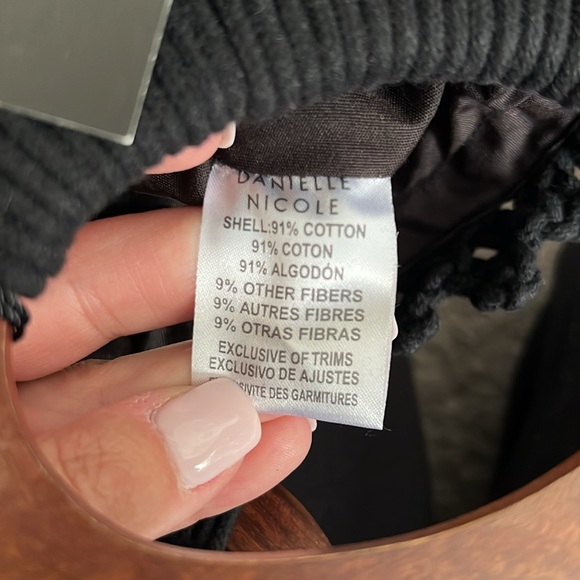 DANIELLE
NICOLE
SHELL:91% COTTON
91% COTON
91% ALGODÓN
9% OTHER FIBERS
9% AUTRES FIBRES
9% OTRAS FIBRAS
EXCLUSIVE OF TRIMS
EXCLUSIVO DE AJUSTES
DES GARMITURES